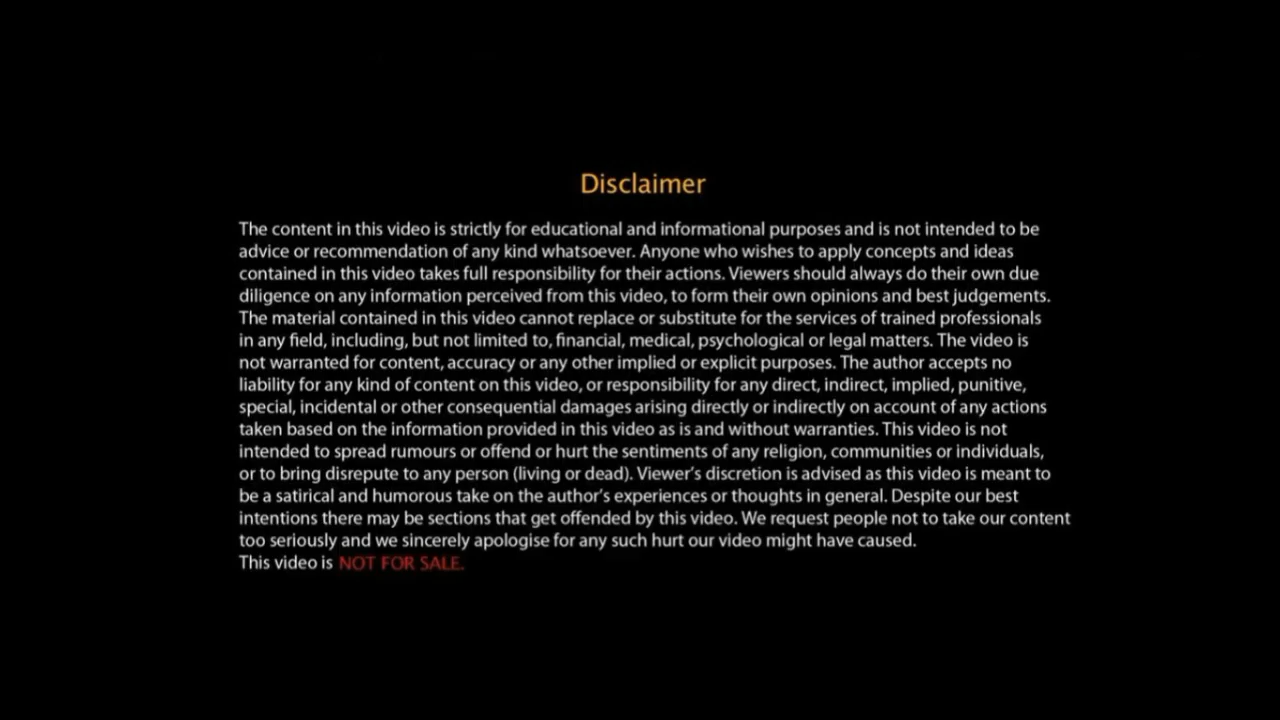 Disclaimer
The content in this video is strictly for educational and informational purposes and is not intended to be
advice or recommendation of any kind whatsoever. Anyone who wishes to apply concepts and ideas
contained in this video takes full responsibility for their actions. Viewers should always do their own due
diligence on any information perceived from this video, to form their own opinions and best judgements.
The material contained in this video cannot replace or substitute for the services of trained professionals
in any field, including, but not limited to, financial, medical, psychological or legal matters. The video is
not warranted for content, accuracy or any other implied or explicit purposes. The author accepts no
liability for any kind of content on this video, or responsibility for any direct, indirect, implied, punitive,
special, incidental or other consequential damages arising directly or indirectly on account of any actions
taken based on the information provided in this video as is and without warranties. This video is not
intended to spread rumours or offend or hurt the sentiments of any religion, communities or individuals,
or to bring disrepute to any person (living or dead). Viewer's discretion is advised as this video is meant to
be a satirical and humorous take on the author's experiences or thoughts in general. Despite our best
intentions there may be sections that get offended by this video. We request people not to take our content
too seriously and we sincerely apologise for any such hurt our video might have caused.
This video is NOT FOR SALE.